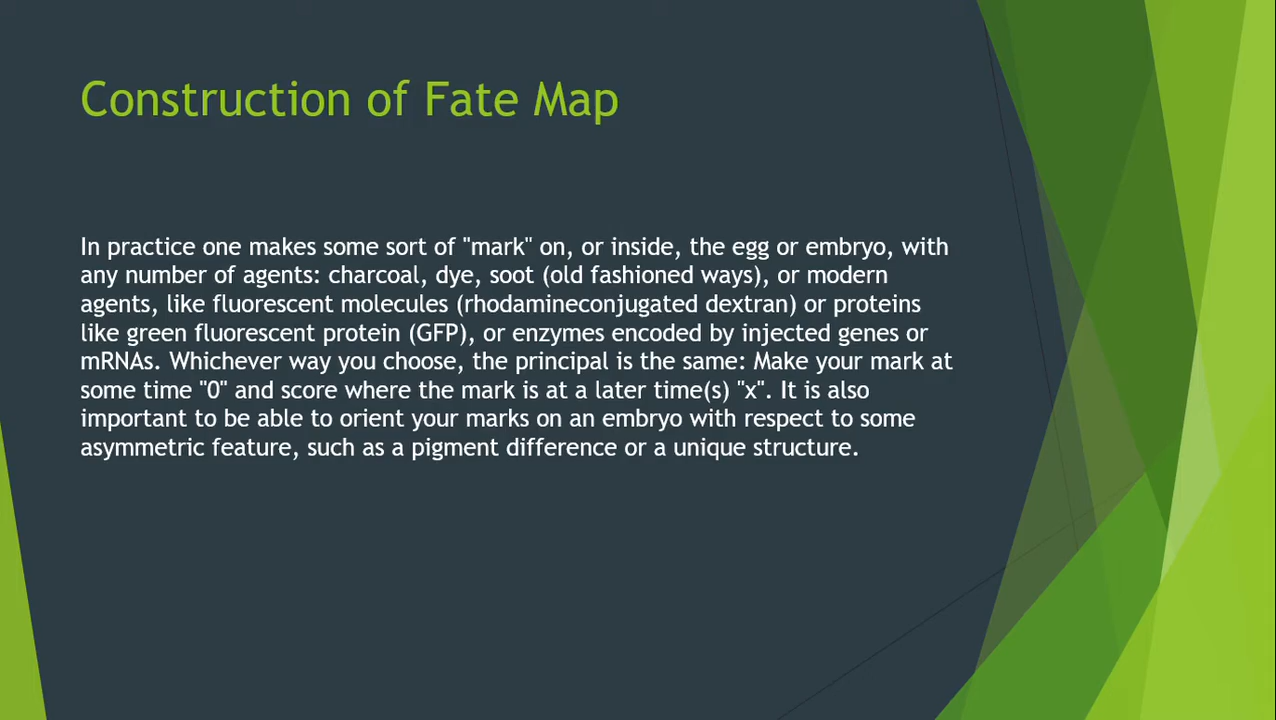 Construction of Fate Map
In practice one makes some sort of "mark" on, or inside, the egg or embryo, with
any number of agents: charcoal, dye, soot (old fashioned ways), or modern
agents, like fluorescent molecules (rhodamineconjugated dextran) or proteins
like green fluorescent protein (GFP), or enzymes encoded by injected genes or
mRNAs. Whichever way you choose, the principal is the same: Make your mark at
some time "0" and score where the mark is at a later time(s) "x". It is also
important to be able to orient your marks on an embryo with respect to some
asymmetric feature, such as a pigment difference or a unique structure.